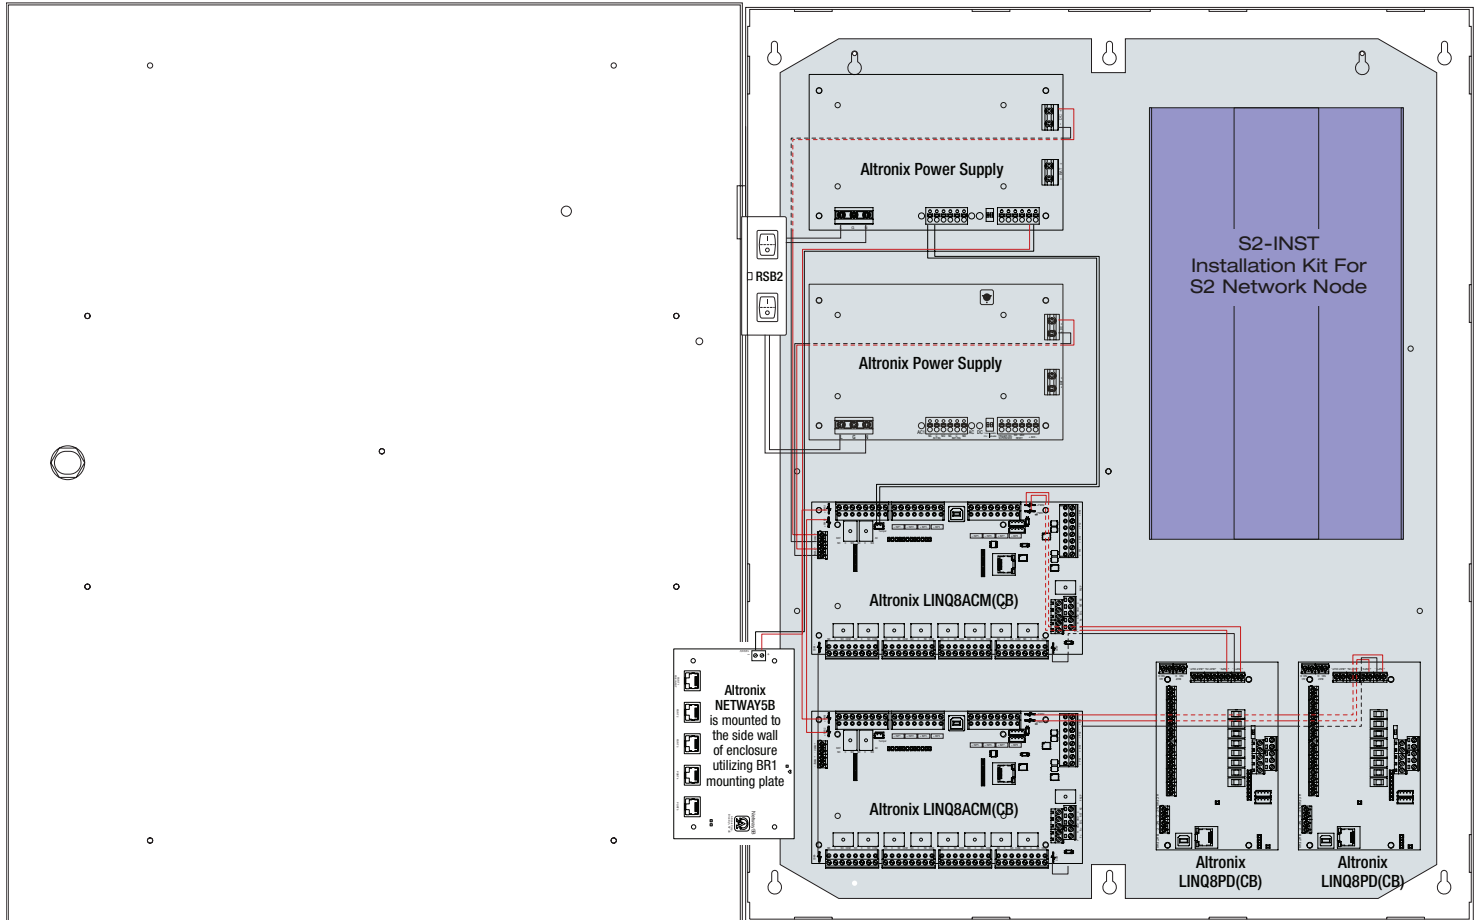 Altronix Power Supply
S2-INST
Installation Kit For
S2 Network Node
RSB2
Altronix Power Supply
Altronix LINQ8ACM(CB)
Altronix
NETWAY5B
is mounted to
the side wall
of enclosure
utilizing BR1
mounting plate
Altronix LINQ8ACM(CB)
Altronix
LINQ8PD(CB)
Altronix
LINQ8PD(CB)